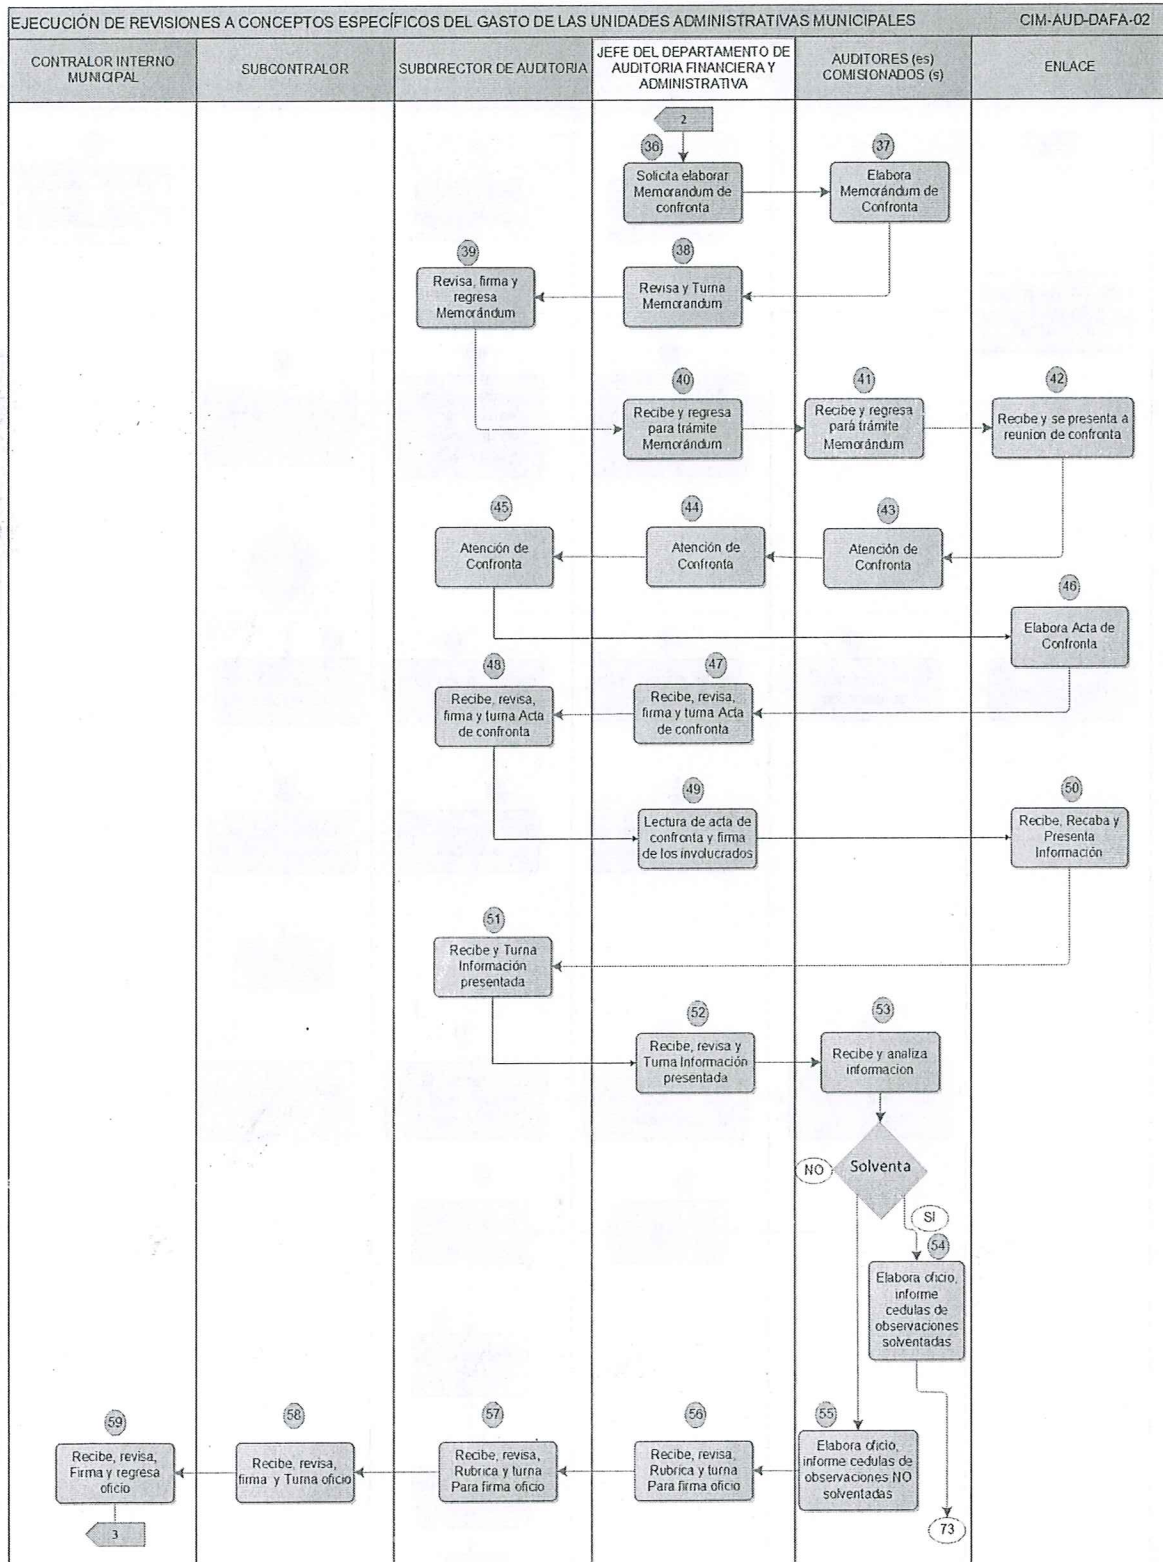 EJECUCIÓN DE REVISIONES A CONCEPTOS ESPECÍFICOS DEL GASTO DE LAS UNIDADES ADMINISTRATIVAS MUNICIPALES CIM-AUD-DAFA-02
CONTRALOR INTERNO
MUNICIPAL
SUBCONTRALOR
SUBDIRECTOR DE AUDITORIA
JEFE DEL DEPARTAMENTO DE
AUDITORIA FINANCIERA Y
ADMINISTRATIVA
AUDITORES (es)
COMISIONADOS (s)
ENLACE
2
36
Solicita elaborar
Memorandum de
confronta
37
Elabora
Memorándum de
Confronta
39
Revisa, firma y
regresa
Memorándum
38
Revisa y Turna
Memorandum
40
Recibe y regresa
para trámite
Memorándum
41
Recibe y regresa
para trámite
Memorándum
42
Recibe y se presenta a
reunion de confronta
45
Atención de
Confronta
44
Atención de
Confronta
43
Atención de
Confronta
46
Elabora Acta de
Confronta
48
Recibe, revisa,
firma y turna Acta
de confronta
47
Recibe, revisa,
firma y turna Acta
de confronta
49
Lectura de acta de
confronta y firma
de los involucrados
50
Recibe, Recaba y
Presenta
Información
51
Recibe y Turna
Información
presentada
52
Recibe, revisa y
Turna Información
presentada
53
Recibe y analiza
informacion
NO
Solventa
SI
54
Elabora oficio,
informe
cedulas de
observaciones
solventadas
59
Recibe, revisa,
Firma y regresa
oficio
58
Recibe, revisa,
firma y Turna oficio
57
Recibe, revisa,
Rubrica y turna
Para firma oficio
56
Recibe, revisa,
Rubrica y turna
Para firma oficio
55
Elabora oficio,
informe cedulas de
observaciones NO
solventadas
3
73